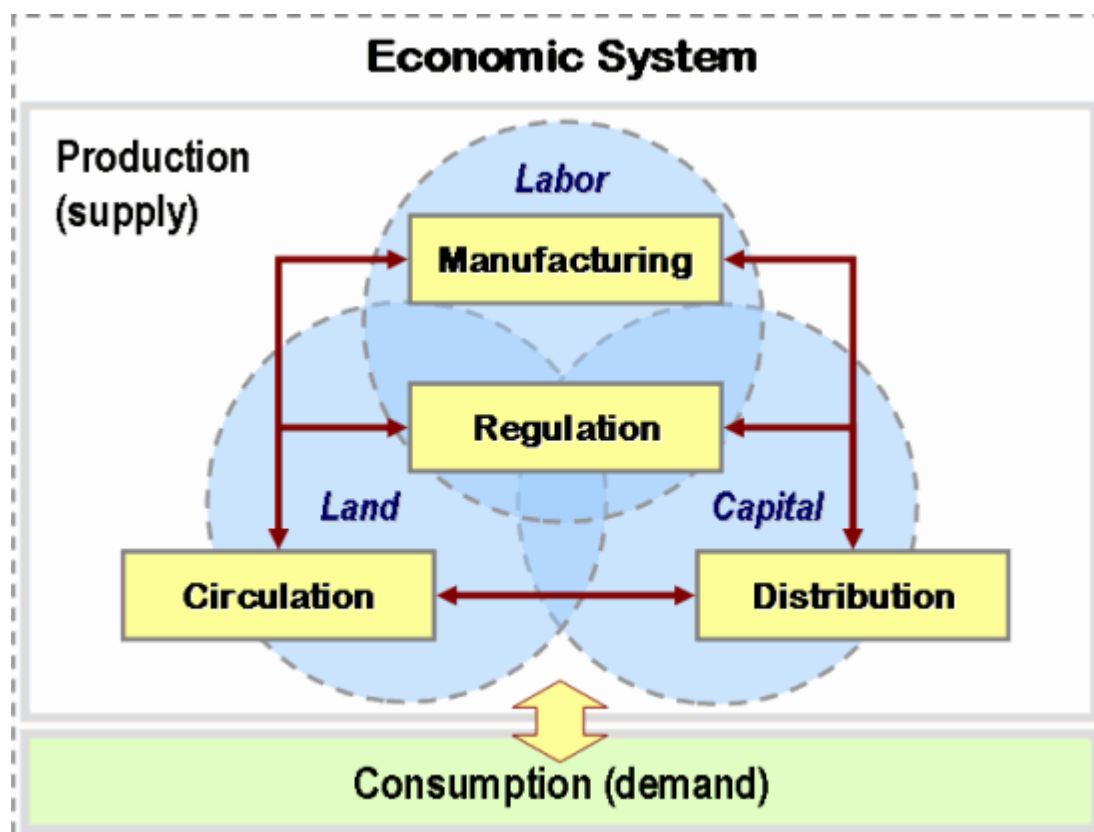 Economic System
Production
(supply)
Labor
Manufacturing
Regulation
Land
Capital
Circulation
Distribution
Consumption (demand)